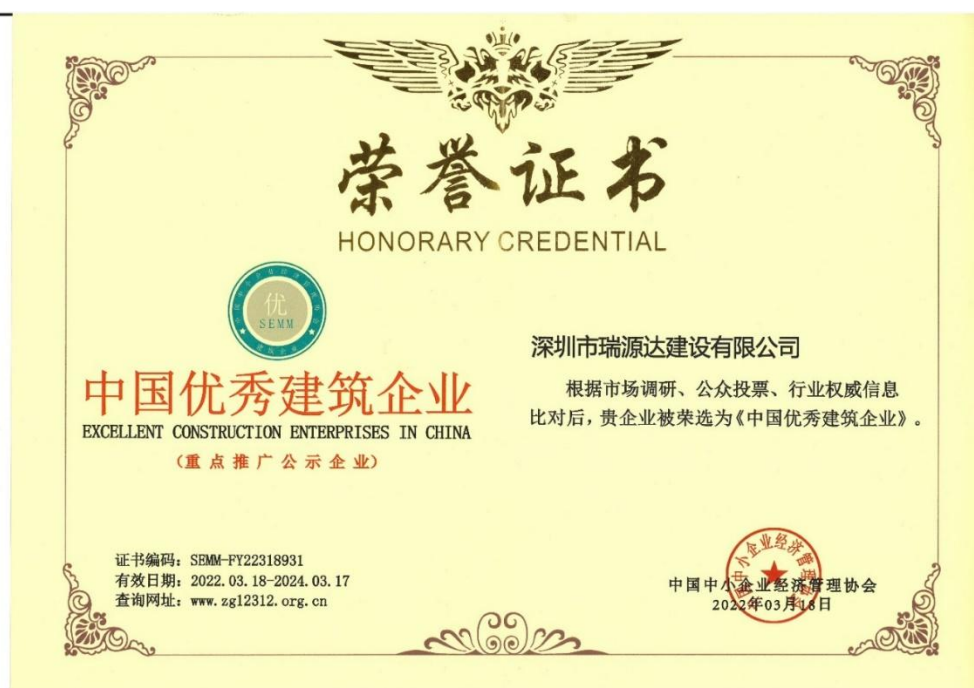 荣誉证书
HONORARY CREDENTIAL
优
SEMM
中国优秀建筑企业
EXCELLENT CONSTRUCTION ENTERPRISES IN CHINA
(重点推广公示企业)
深圳市瑞源达建设有限公司
根据市场调研、公众投票、行业权威信息
比对后，贵企业被荣选为《中国优秀建筑企业》。
证书编码：SEMM-FY22318931
有效日期：2022.03.18-2024.03.17
查询网址：www.zg12312.org.cn
中国中小企业经济管理协会
2022年03月18日